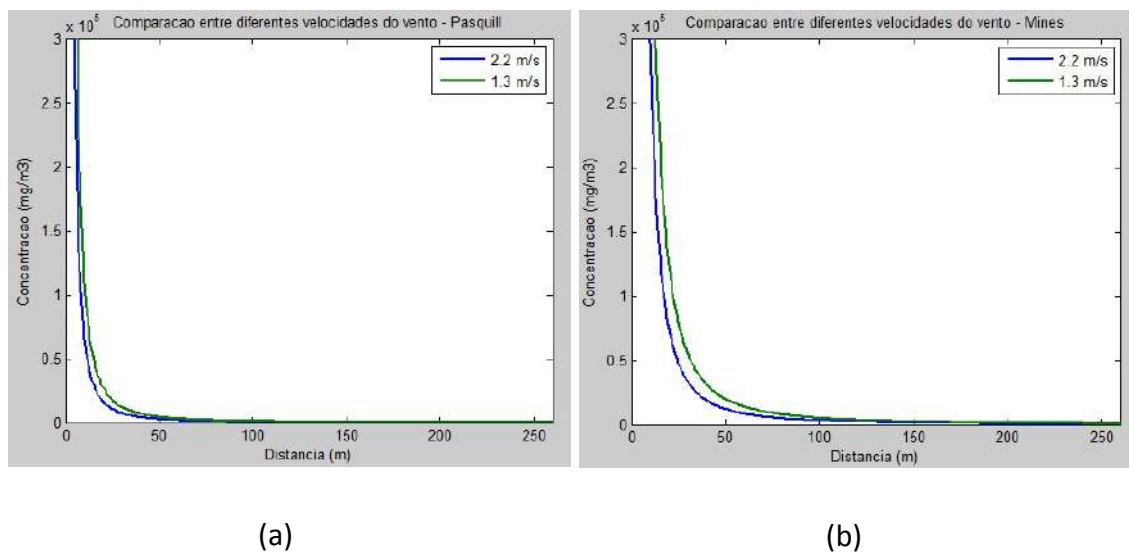 x 10^5 Comparacao entre diferentes velocidades do vento - Pasquill
2.2 m/s
1.3 m/s
3
2.5
2
1.5
1
0.5
0
Concentracao (mg/m3)
0 50 100 150 200 250
Distancia (m)
(a)
x 10^5 Comparacao entre diferentes velocidades do vento - Mines
2.2 m/s
1.3 m/s
3
2.5
2
1.5
1
0.5
0
Concentracao (mg/m3)
0 50 100 150 200 250
Distancia (m)
(b)